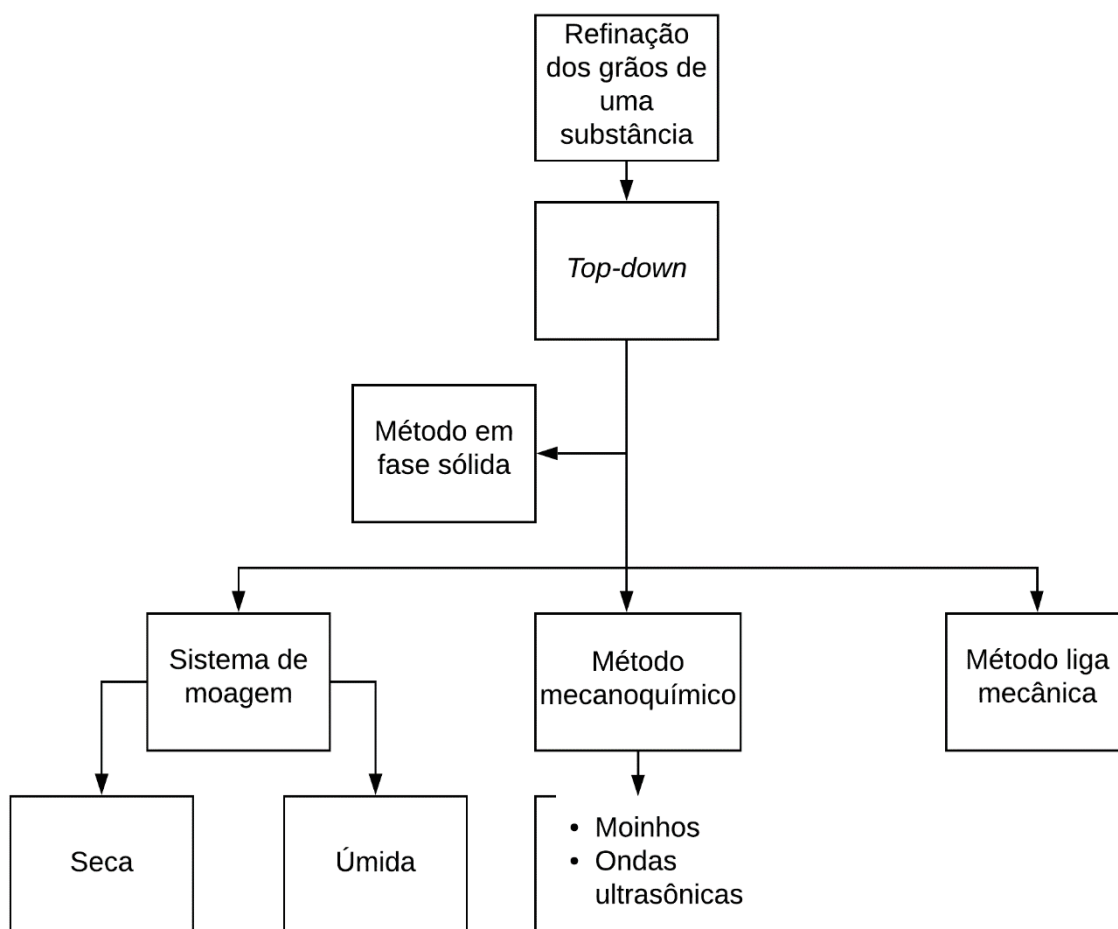 Refinação
dos grãos de
uma
substância
Top-down
Método em
fase sólida
Sistema de
moagem
Método
mecanoquímico
Método liga
mecânica
Seca
Úmida
• Moinhos
• Ondas
ultrasônicas